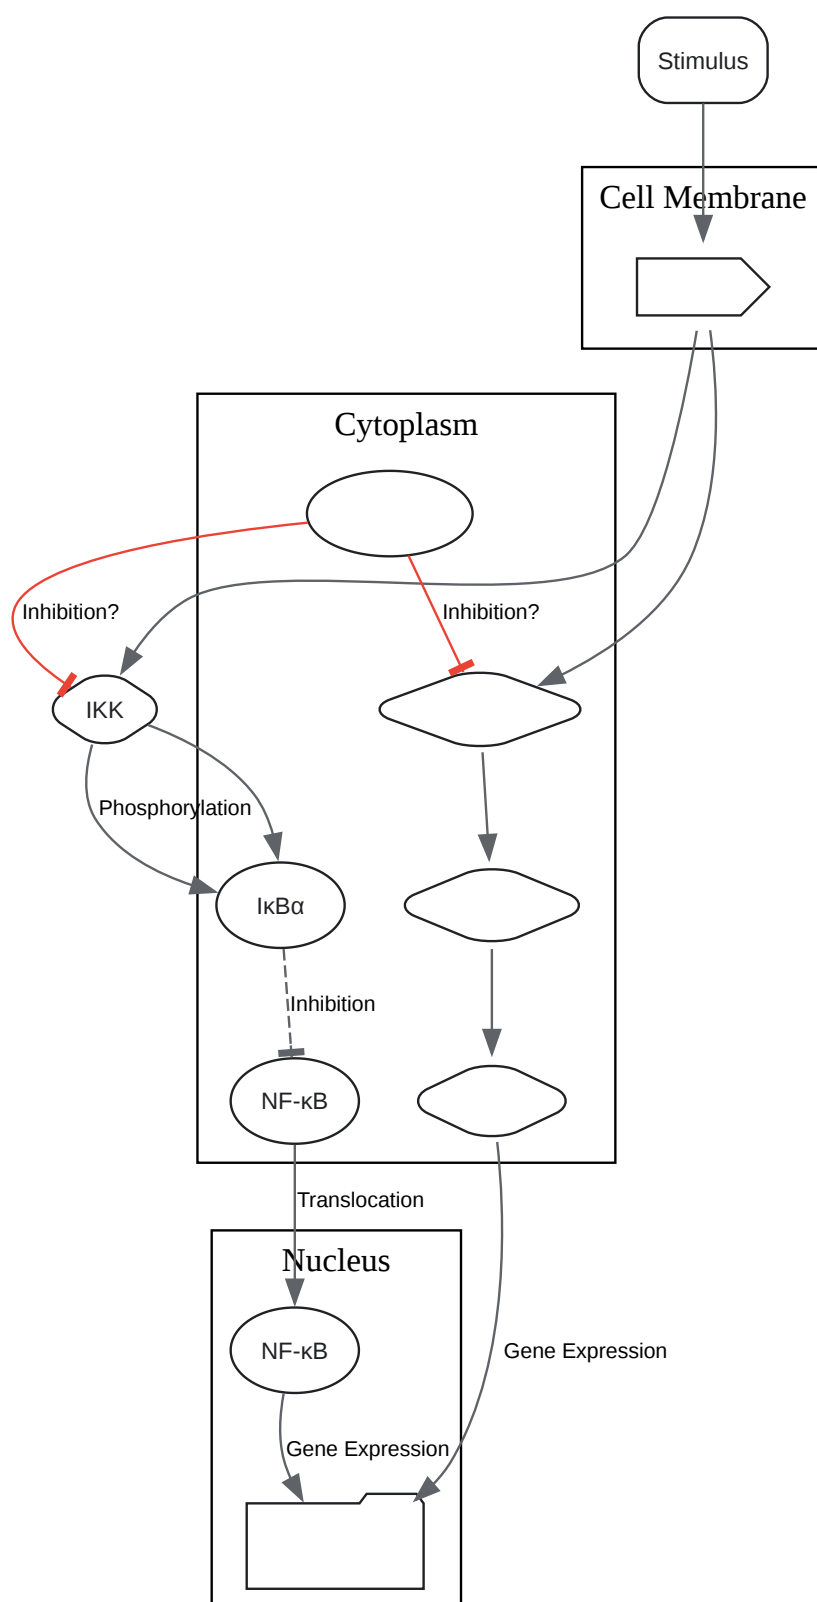 Stimulus
Cell Membrane
Cytoplasm
Inhibition?
Inhibition?
IKK
Phosphorylation
IκBα
Inhibition
NF-κB
Translocation
Nucleus
NF-κB
Gene Expression
Gene Expression